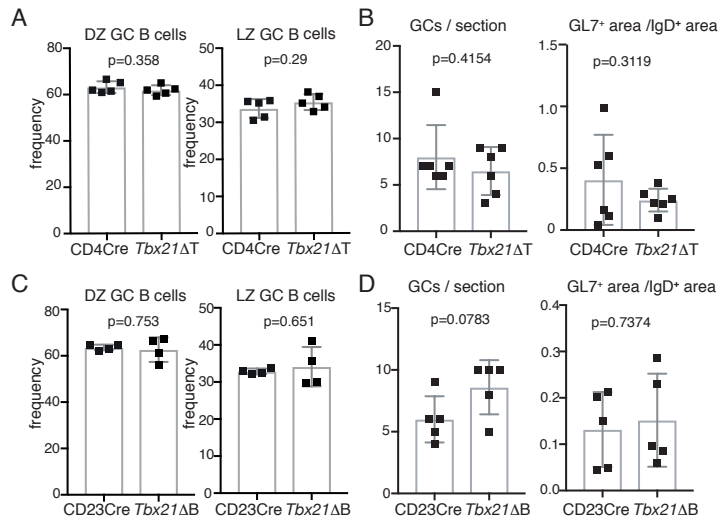 A
DZ GC B cells
p=0.358
frequency
80
60
40
20
0
CD4Cre Tbx21ΔT
LZ GC B cells
p=0.29
50
40
30
20
10
0
CD4Cre Tbx21ΔT
B
GCs / section
p=0.4154
20
15
10
5
0
CD4Cre Tbx21ΔT
GL7⁺ area /IgD⁺ area
p=0.3119
1.5
1.0
0.5
0.0
CD4Cre Tbx21ΔT
C
DZ GC B cells
p=0.753
frequency
80
60
40
20
0
CD23Cre Tbx21ΔB
LZ GC B cells
p=0.651
frequency
50
40
30
20
10
0
CD23Cre Tbx21ΔB
D
GCs / section
p=0.0783
15
10
5
0
CD23Cre Tbx21ΔB
GL7⁺ area /IgD⁺ area
p=0.7374
0.4
0.3
0.2
0.1
0.0
CD23Cre Tbx21ΔB